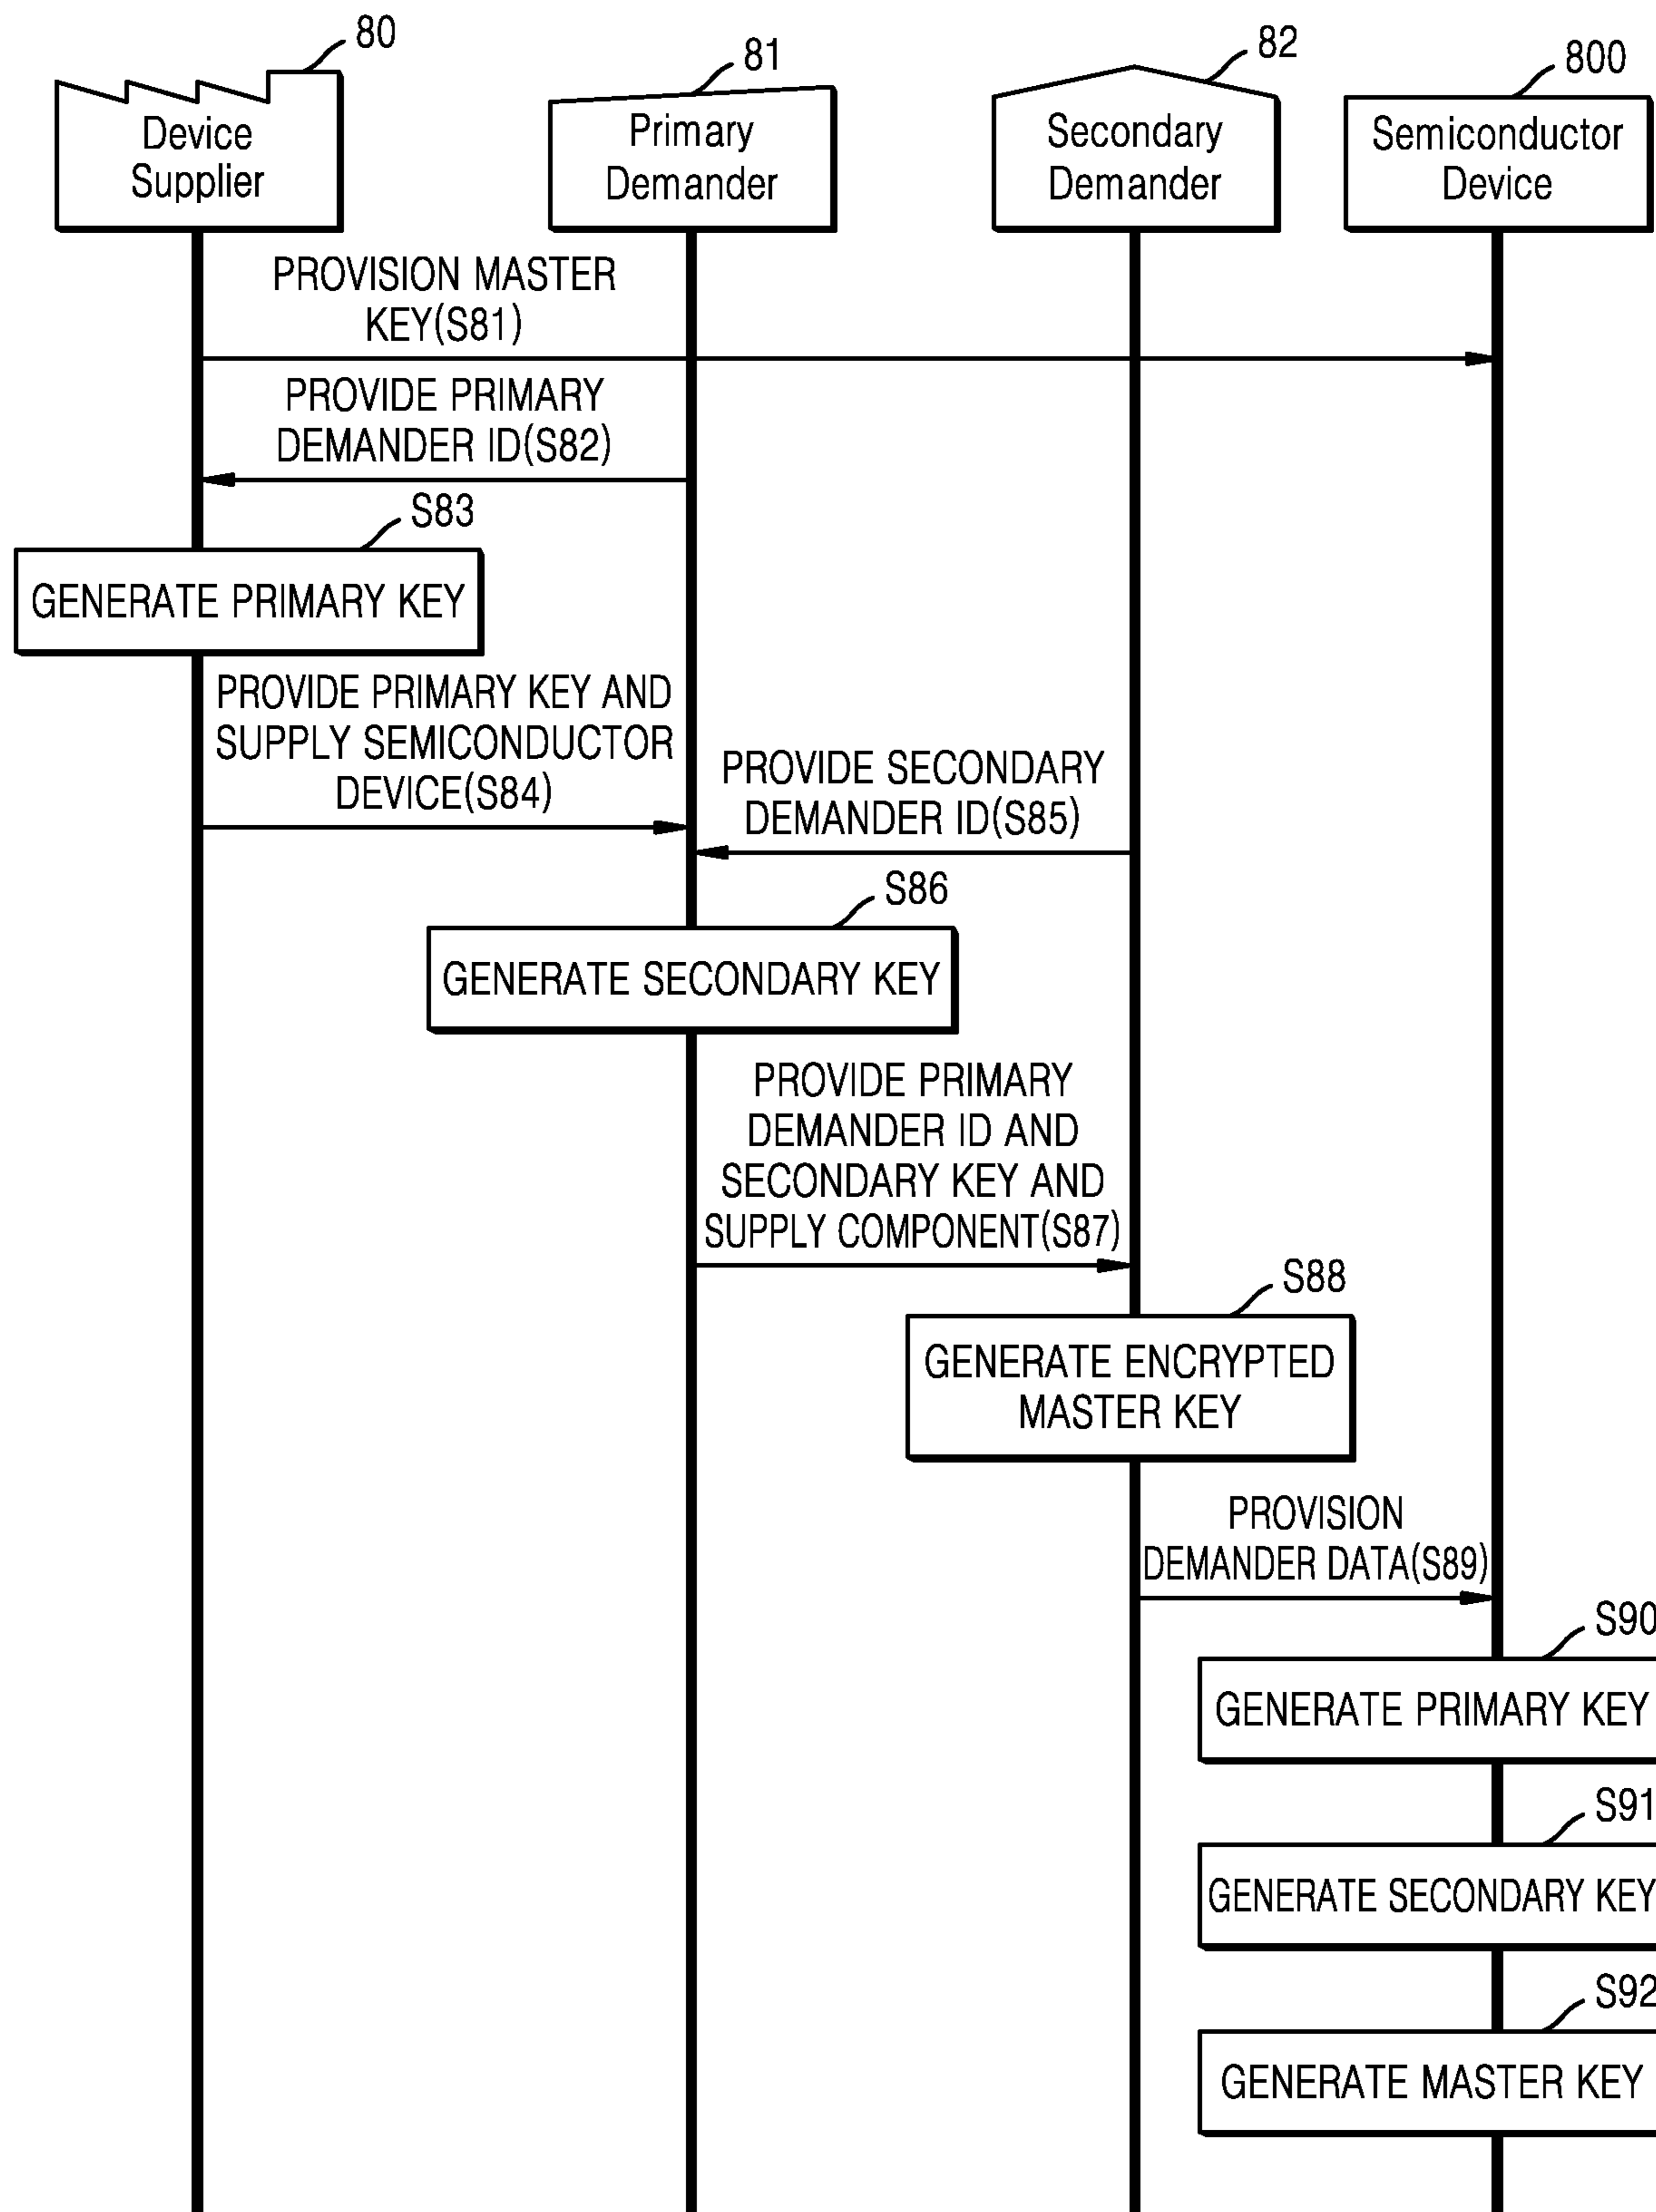 80
81
82
800
Device
Supplier
Primary
Demander
Secondary
Demander
Semiconductor
Device
PROVISION MASTER
KEY(S81)
PROVIDE PRIMARY
DEMANDER ID(S82)
S83
GENERATE PRIMARY KEY
PROVIDE PRIMARY KEY AND
SUPPLY SEMICONDUCTOR
DEVICE(S84)
PROVIDE SECONDARY
DEMANDER ID(S85)
S86
GENERATE SECONDARY KEY
PROVIDE PRIMARY
DEMANDER ID AND
SECONDARY KEY AND
SUPPLY COMPONENT(S87)
S88
GENERATE ENCRYPTED
MASTER KEY
PROVISION
DEMANDER DATA(S89)
S90
GENERATE PRIMARY KEY
S91
GENERATE SECONDARY KEY
S92
GENERATE MASTER KEY